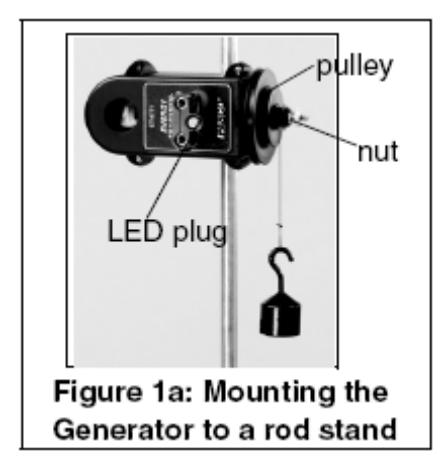 pulley
nut
LED plug
Figure 1a: Mounting the
Generator to a rod stand